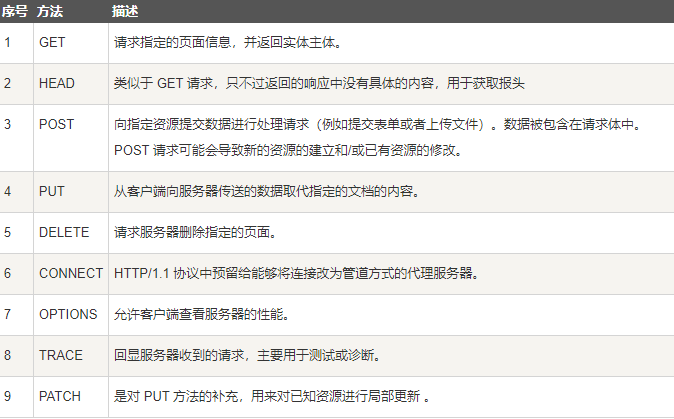 序号 方法 描述
1 GET 请求指定的页面信息，并返回实体主体。
2 HEAD 类似于 GET 请求，只不过返回的响应中没有具体的内容，用于获取报头
3 POST 向指定资源提交数据进行处理请求（例如提交表单或者上传文件）。数据被包含在请求体中。
POST 请求可能会导致新的资源的建立和/或已有资源的修改。
4 PUT 从客户端向服务器传送的数据取代指定的文档的内容。
5 DELETE 请求服务器删除指定的页面。
6 CONNECT HTTP/1.1 协议中预留给能够将连接改为管道方式的代理服务器。
7 OPTIONS 允许客户端查看服务器的性能。
8 TRACE 回显服务器收到的请求，主要用于测试或诊断。
9 PATCH 是对 PUT 方法的补充，用来对已知资源进行局部更新 。